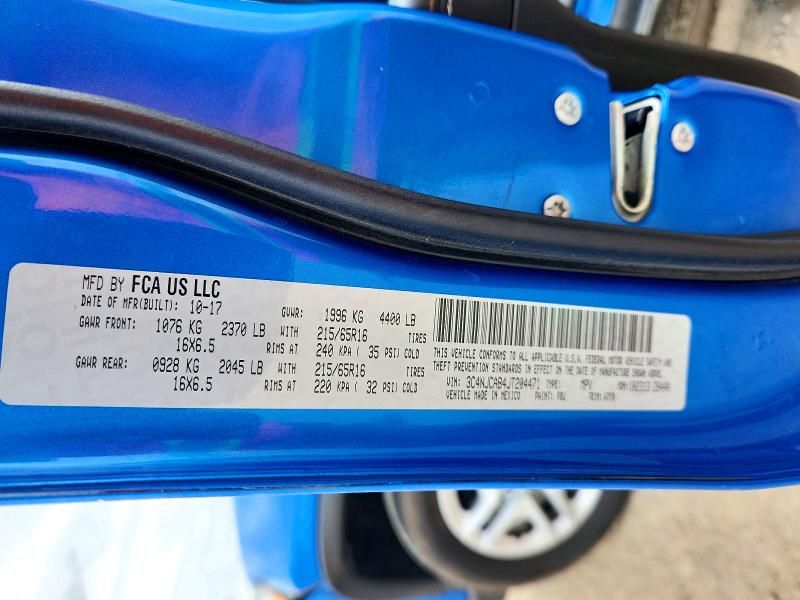 MFD BY FCA US LLC
DATE OF MFR(BUILT): 10-17 GVWR: 1996 KG 4400 LB
GAWR FRONT: 1076 KG 2370 LB WITH 215/65R16 TIRES
16X6.5 RIMS AT 240 KPA ( 35 PSI) COLD
GAWR REAR: 0928 KG 2045 LB WITH 215/65R16 TIRES
16X6.5 RIMS AT 220 KPA ( 32 PSI) COLD
THIS VEHICLE CONFORMS TO ALL APPLICABLE U.S.A. FEDERAL MOTOR VEHICLE SAFETY AND
THEFT PREVENTION STANDARDS IN EFFECT ON THE DATE OF MANUFACTURE SHOWN ABOVE.
VIN: 3C4NJCAB4JT204471 TYPE: MPV
VEHICLE MADE IN MEXICO PAINT: PBJ TRIM: